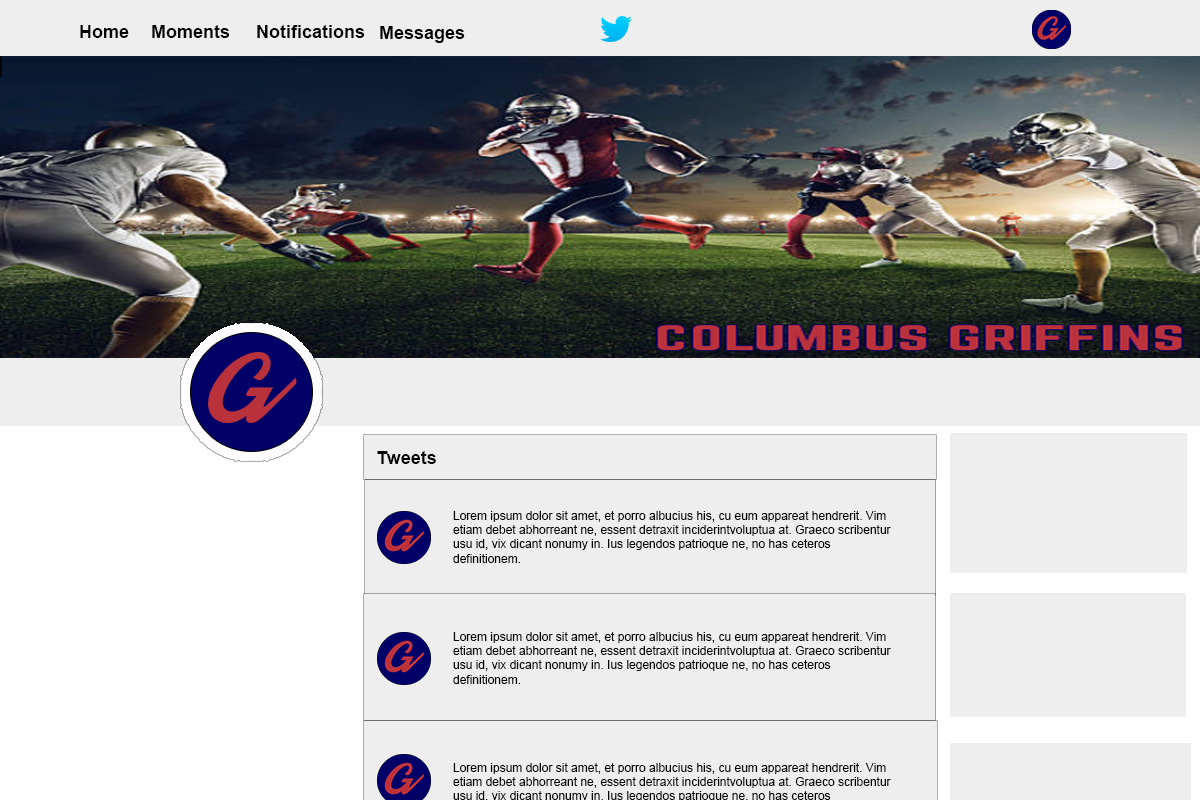 Home Moments Notifications Messages
G
51
COLUMBUS GRIFFINS
G
Tweets
G
Lorem ipsum dolor sit amet, et porro albucius his, cu eum appareat hendrerit. Vim
etiam debet abhorreant ne, essent detraxit inciderintvoluptua at. Graeco scribentur
usu id, vix dicant nonumy in. Ius legendos patrioque ne, no has ceteros
definitionem.
G
Lorem ipsum dolor sit amet, et porro albucius his, cu eum appareat hendrerit. Vim
etiam debet abhorreant ne, essent detraxit inciderintvoluptua at. Graeco scribentur
usu id, vix dicant nonumy in. Ius legendos patrioque ne, no has ceteros
definitionem.
G
Lorem ipsum dolor sit amet, et porro albucius his, cu eum appareat hendrerit. Vim
etiam debet abhorreant ne, essent detraxit inciderintvoluptua at. Graeco scribentur
usu id, vix dicant nonumy in. Ius legendos patrioque ne, no has ceteros